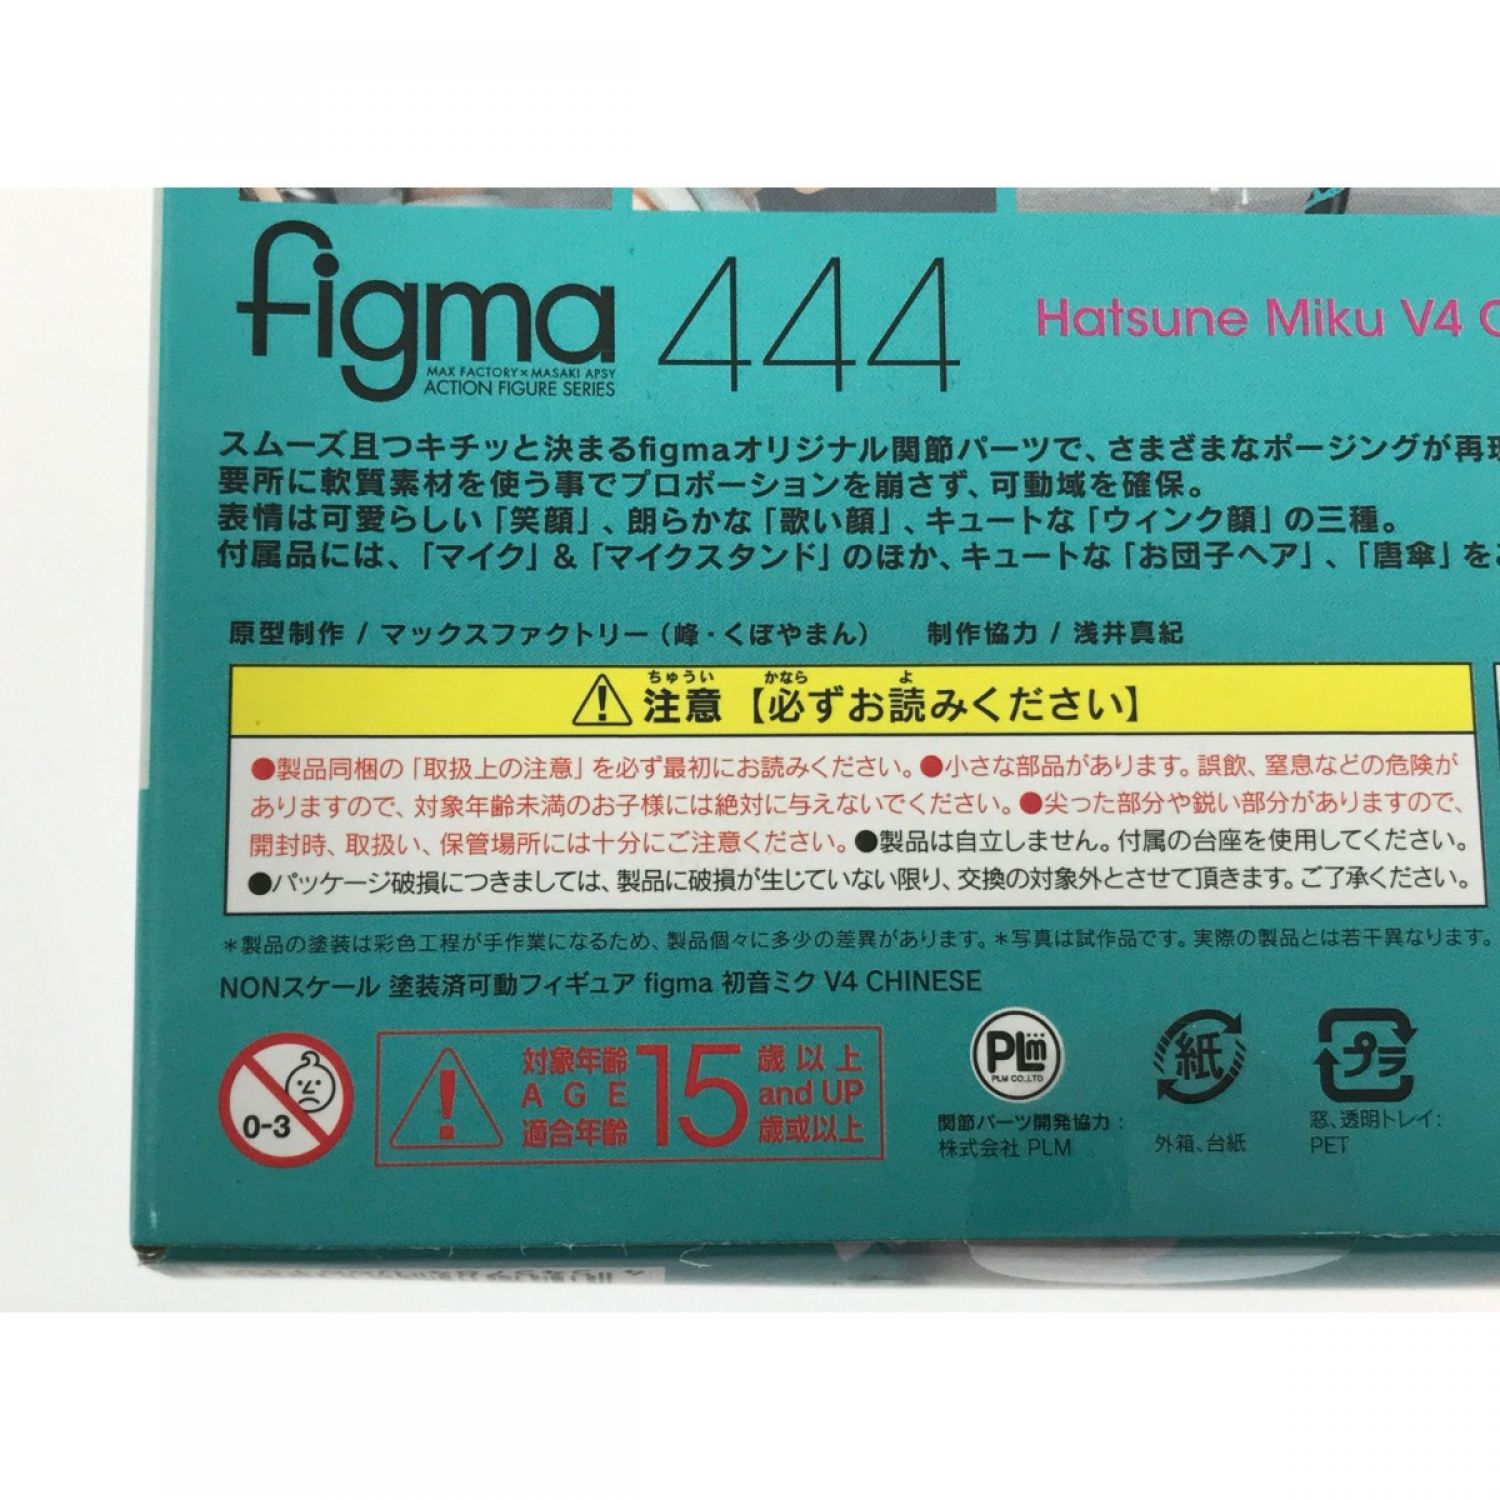 figma 444
MAX FACTORY×MASAKI APSY
ACTION FIGURE SERIES
Hatsune Miku V4
スムーズ且つキチッと決まるfigmaオリジナル関節パーツで、さまざまなポージングが再現
要所に軟質素材を使う事でプロポーションを崩さず、可動域を確保。
表情は可愛らしい「笑顔」、朗らかな「歌い顔」、キュートな「ウィンク顔」の三種。
付属品には、「マイク」&「マイクスタンド」のほか、キュートな「お団子ヘア」、「唐傘」を
原型制作 / マックスファクトリー（峰・くぼやまん） 制作協力 / 浅井真紀
ちゅうい かなら よ
注意【必ずお読みください】
●製品同梱の「取扱上の注意」を必ず最初にお読みください。●小さな部品があります。誤飲、窒息などの危険が
ありますので、対象年齢未満のお子様には絶対に与えないでください。●尖った部分や鋭い部分がありますので、
開封時、取扱い、保管場所には十分にご注意ください。●製品は自立しません。付属の台座を使用してください。
●パッケージ破損につきましては、製品に破損が生じていない限り、交換の対象外とさせて頂きます。ご了承ください。
＊製品の塗装は彩色工程が手作業になるため、製品個々に多少の差異があります。＊写真は試作品です。実際の製品とは若干異なります。
NONスケール 塗装済可動フィギュア figma 初音ミク V4 CHINESE
0-3
対象年齢 15 歳以上
AGE and UP
適合年齢 歳或以上
PLm
PLM CO.,LTD
関節パーツ開発協力：
株式会社 PLM
紙
外箱、台紙
プラ
窓、透明トレイ：
PET